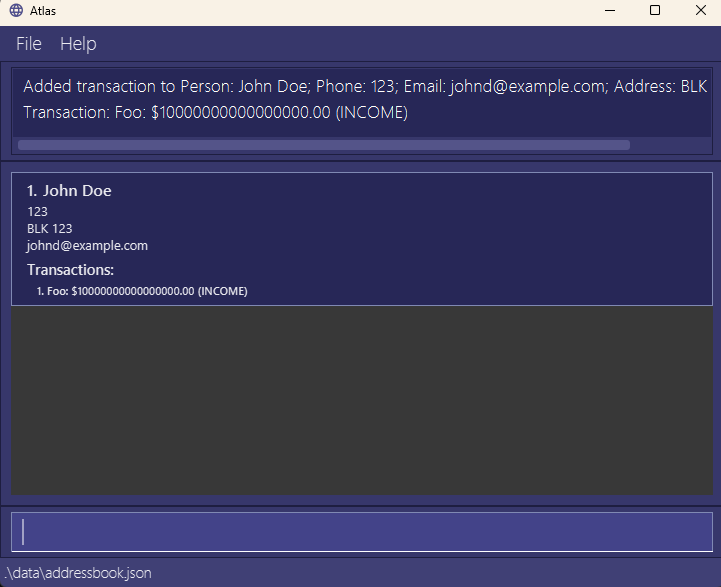 Atlas
File Help
Added transaction to Person: John Doe; Phone: 123; Email: johnd@example.com; Address: BLK
Transaction: Foo: $10000000000000000.00 (INCOME)
1. John Doe
123
BLK 123
johnd@example.com
Transactions:
1. Foo: $10000000000000000.00 (INCOME)
.\data\addressbook.json